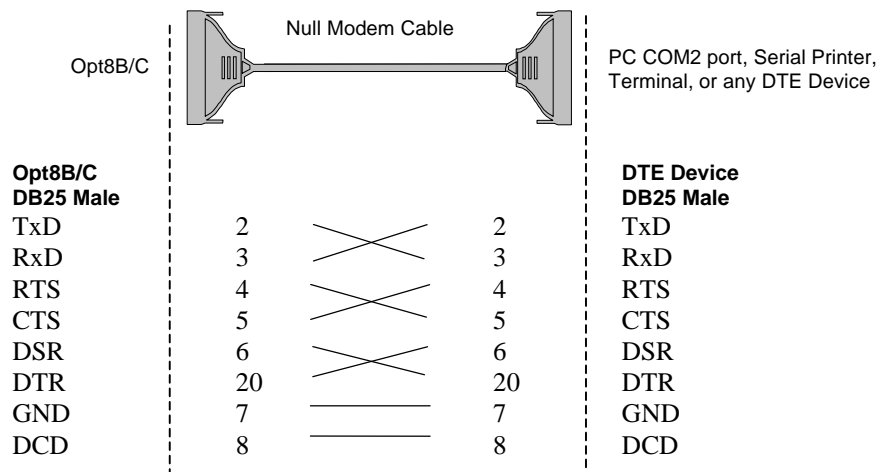 Null Modem Cable
Opt8B/C
PC COM2 port, Serial Printer,
Terminal, or any DTE Device
Opt8B/C DTE Device
DB25 Male DB25 Male
TxD 2 2 TxD
RxD 3 3 RxD
RTS 4 4 RTS
CTS 5 5 CTS
DSR 6 6 DSR
DTR 20 20 DTR
GND 7 7 GND
DCD 8 8 DCD